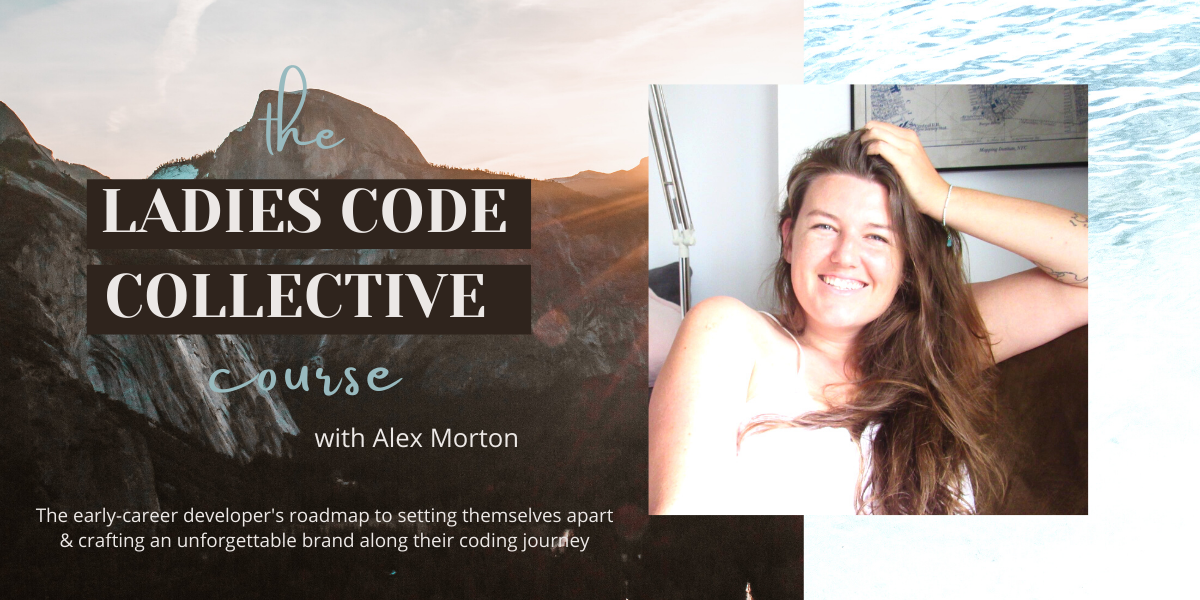 the
LADIES CODE
COLLECTIVE
course
with Alex Morton
The early-career developer's roadmap to setting themselves apart
& crafting an unforgettable brand along their coding journey